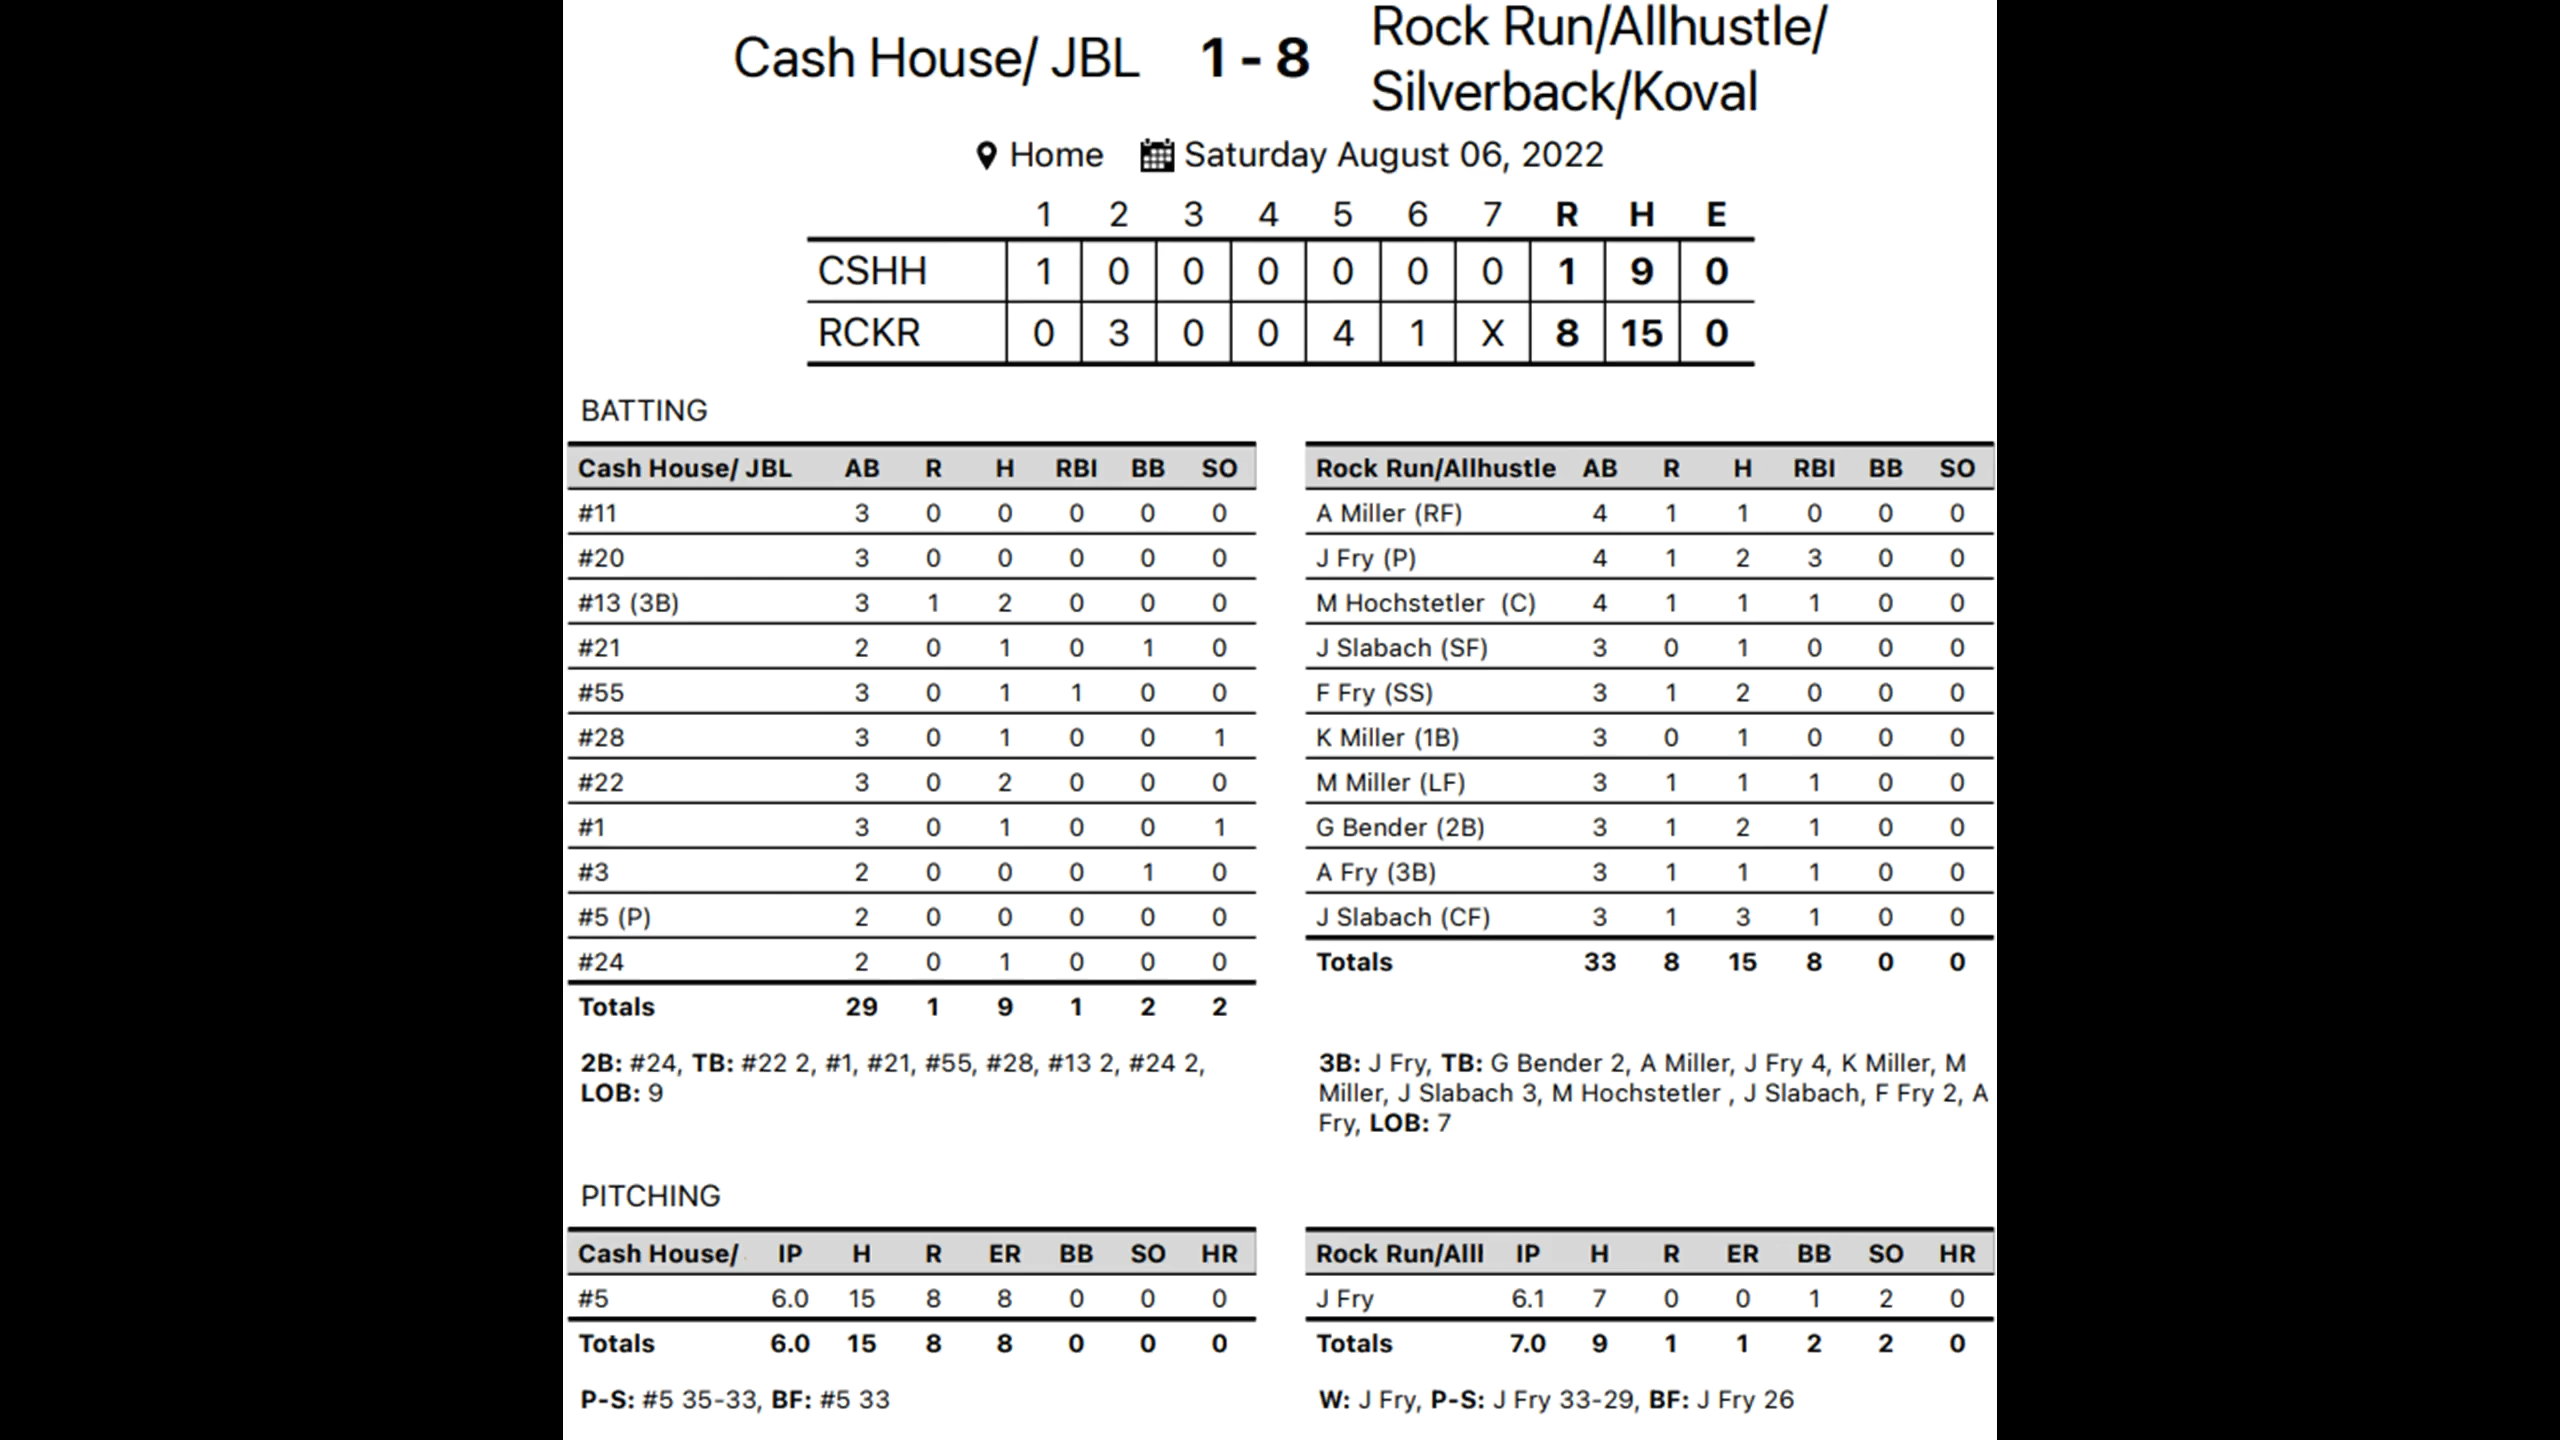 Cash House/ JBL 1 - 8 Rock Run/Allhustle/
Silverback/Koval
Home Saturday August 06, 2022
1 2 3 4 5 6 7 R H E
CSHH 1 0 0 0 0 0 0 1 9 0
RCKR 0 3 0 0 4 1 X 8 15 0
BATTING
Cash House/ JBL AB R H RBI BB SO
#11 3 0 0 0 0 0
#20 3 0 0 0 0 0
#13 (3B) 3 1 2 0 0 0
#21 2 0 1 0 1 0
#55 3 0 1 1 0 0
#28 3 0 1 0 0 1
#22 3 0 2 0 0 0
#1 3 0 1 0 0 1
#3 2 0 0 0 1 0
#5 (P) 2 0 0 0 0 0
#24 2 0 1 0 0 0
Totals 29 1 9 1 2 2
2B: #24, TB: #22 2, #1, #21, #55, #28, #13 2, #24 2,
LOB: 9
Rock Run/Allhustle AB R H RBI BB SO
A Miller (RF) 4 1 1 0 0 0
J Fry (P) 4 1 2 3 0 0
M Hochstetler (C) 4 1 1 1 0 0
J Slabach (SF) 3 0 1 0 0 0
F Fry (SS) 3 1 2 0 0 0
K Miller (1B) 3 0 1 0 0 0
M Miller (LF) 3 1 1 1 0 0
G Bender (2B) 3 1 2 1 0 0
A Fry (3B) 3 1 1 1 0 0
J Slabach (CF) 3 1 3 1 0 0
Totals 33 8 15 8 0 0
3B: J Fry, TB: G Bender 2, A Miller, J Fry 4, K Miller, M
Miller, J Slabach 3, M Hochstetler , J Slabach, F Fry 2, A
Fry, LOB: 7
PITCHING
Cash House/ IP H R ER BB SO HR
#5 6.0 15 8 8 0 0 0
Totals 6.0 15 8 8 0 0 0
P-S: #5 35-33, BF: #5 33
Rock Run/Alll IP H R ER BB SO HR
J Fry 6.1 7 0 0 1 2 0
Totals 7.0 9 1 1 2 2 0
W: J Fry, P-S: J Fry 33-29, BF: J Fry 26